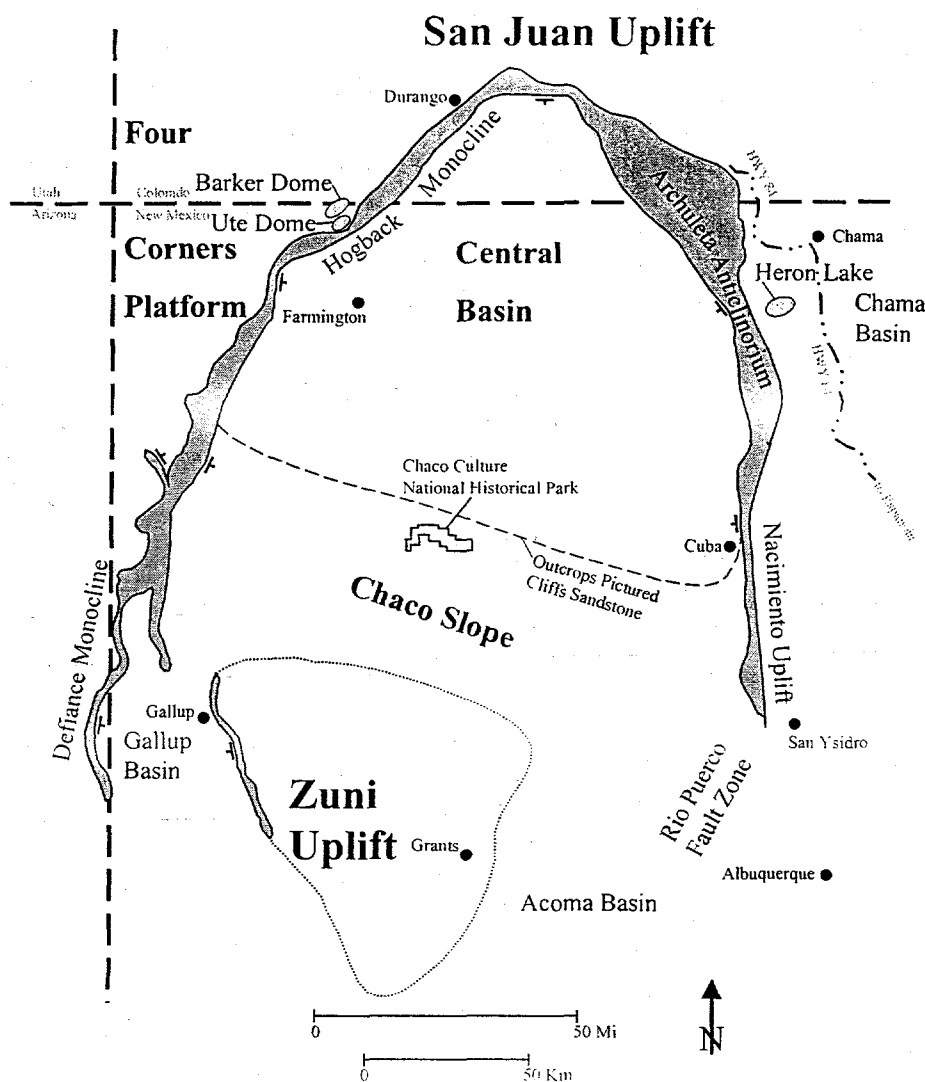 San Juan Uplift
Durango
Four
Monocline
HWY 84
Barker Dome
Utah
Colorado
Arizona
New Mexico
Ute Dome
Archuleta Anticlinorium
Hogback
Corners
Central
Chama
Heron Lake
Platform
Farmington
Basin
Chama
Basin
Chaco Culture
National Historical Park
Cuba
Outcrops Pictured
Cliffs Sandstone
Chaco Slope
Nacimiento Uplift
Defiance Monocline
Gallup
Gallup
Basin
San Ysidro
Zuni
Uplift
Rio Puerco
Fault Zone
Grants
Albuquerque
Acoma Basin
0
50 Mi
0
50 Km
N